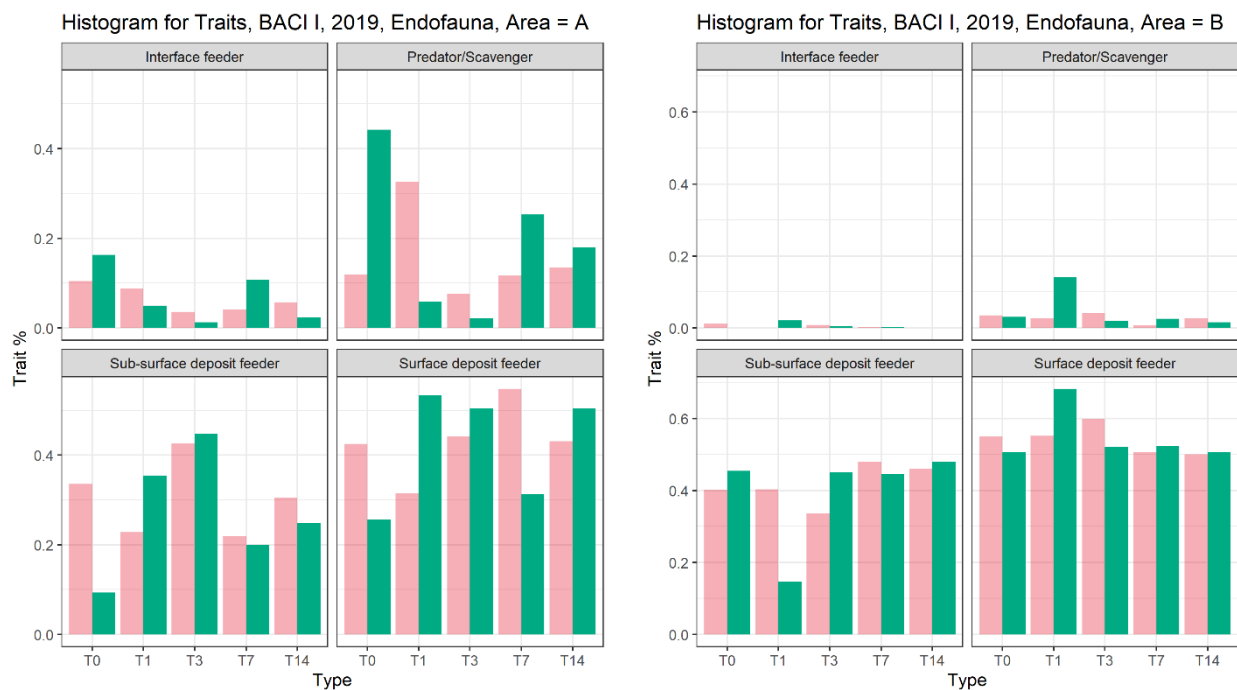 Histogram for Traits, BACI I, 2019, Endofauna, Area = A
Interface feeder
Predator/Scavenger
0.4
0.2
0.0
Sub-surface deposit feeder
Surface deposit feeder
0.4
0.2
0.0
Trait %
T0 T1 T3 T7 T14
T0 T1 T3 T7 T14
Type
Histogram for Traits, BACI I, 2019, Endofauna, Area = B
Interface feeder
Predator/Scavenger
0.6
0.4
0.2
0.0
Sub-surface deposit feeder
Surface deposit feeder
0.6
0.4
0.2
0.0
Trait %
T0 T1 T3 T7 T14
T0 T1 T3 T7 T14
Type